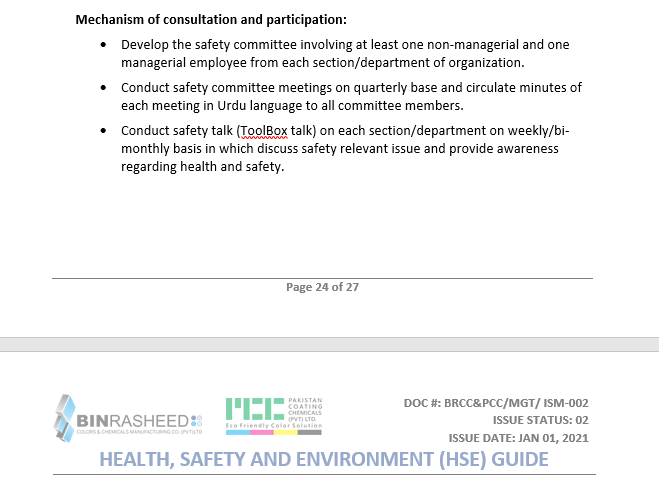 Mechanism of consultation and participation:
• Develop the safety committee involving at least one non-managerial and one
managerial employee from each section/department of organization.
• Conduct safety committee meetings on quarterly base and circulate minutes of
each meeting in Urdu language to all committee members.
• Conduct safety talk (ToolBox talk) on each section/department on weekly/bi-
monthly basis in which discuss safety relevant issue and provide awareness
regarding health and safety.
Page 24 of 27
BINRASHEED
COLORS & CHEMICALS MANUFACTURING CO. (PVT) LTD
PCC
PAKISTAN
COATING
CHEMICALS
(PVT) LTD.
Eco Friendly Color Solution
DOC #: BRCC&PCC/MGT/ ISM-002
ISSUE STATUS: 02
ISSUE DATE: JAN 01, 2021
HEALTH, SAFETY AND ENVIRONMENT (HSE) GUIDE